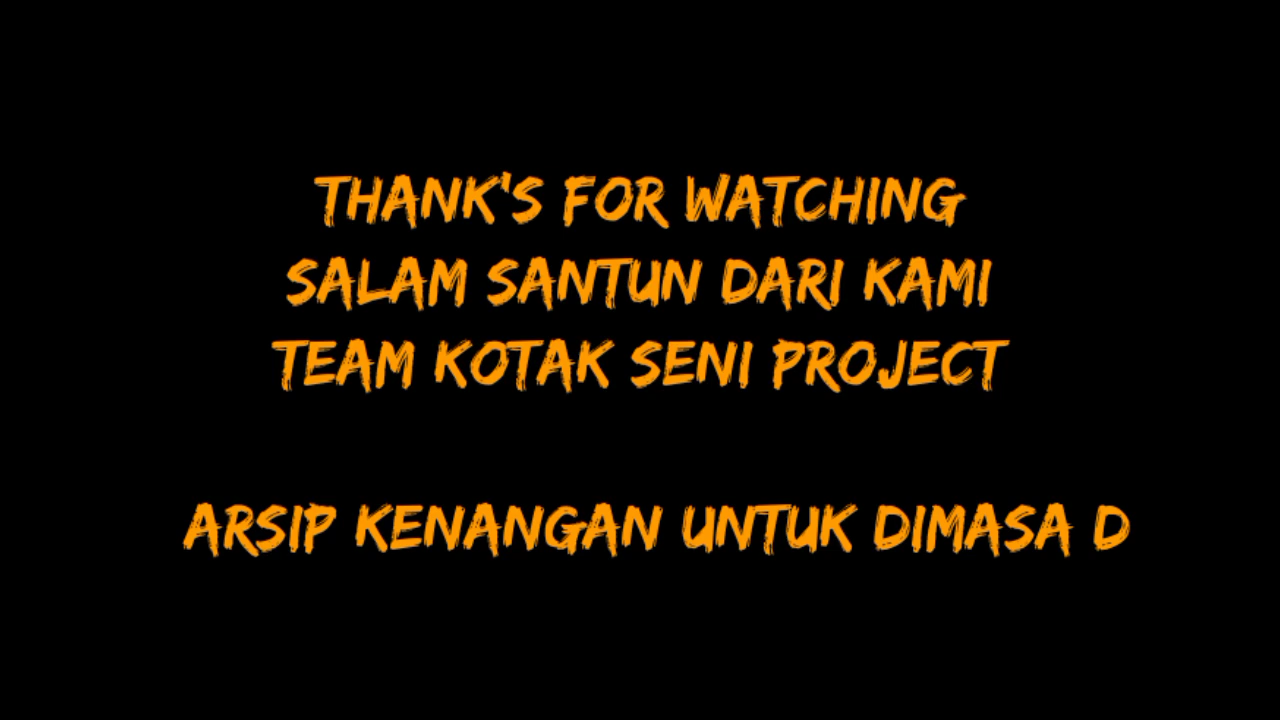 THANK'S FOR WATCHING
SALAM SANTUN DARI KAMI
TEAM KOTAK SENI PROJECT
ARSIP KENANGAN UNTUK DIMASA D